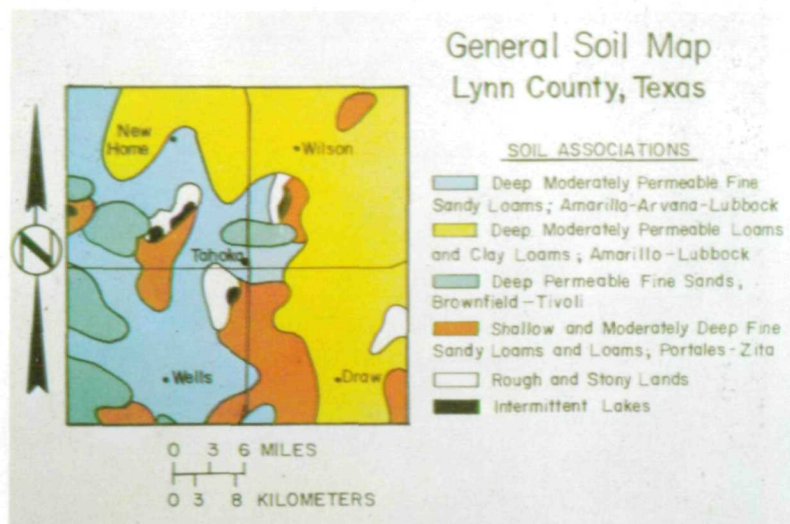 General Soil Map
Lynn County, Texas
New
Home
Wilson
Tahoka
Wells
Draw
N
SOIL ASSOCIATIONS
Deep Moderately Permeable Fine
Sandy Loams; Amarillo-Arvana-Lubbock
Deep Moderately Permeable Loams
and Clay Loams; Amarillo-Lubbock
Deep Permeable Fine Sands;
Brownfield-Tivoli
Shallow and Moderately Deep Fine
Sandy Loams and Loams; Portales-Zita
Rough and Stony Lands
Intermittent Lakes
0 3 6 MILES
0 3 8 KILOMETERS